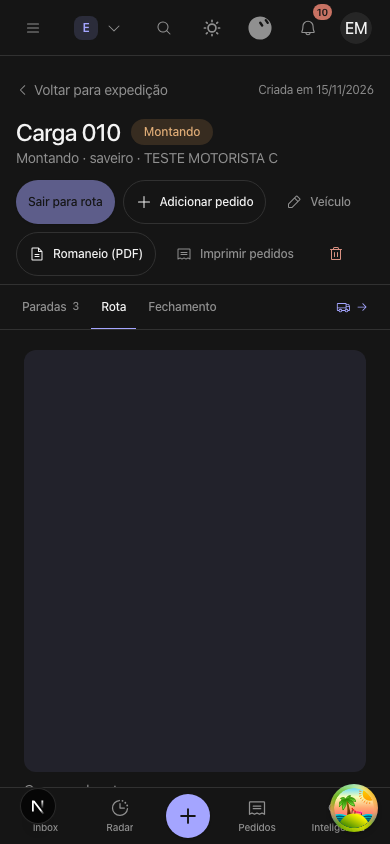 E
10
EM
Voltar para expedição
Criada em 15/11/2026
Carga 010
Montando
Montando · saveiro · TESTE MOTORISTA C
Sair para rota
Adicionar pedido
Veículo
Romaneio (PDF)
Imprimir pedidos
Paradas 3
Rota
Fechamento
N
Inbox
Radar
Pedidos